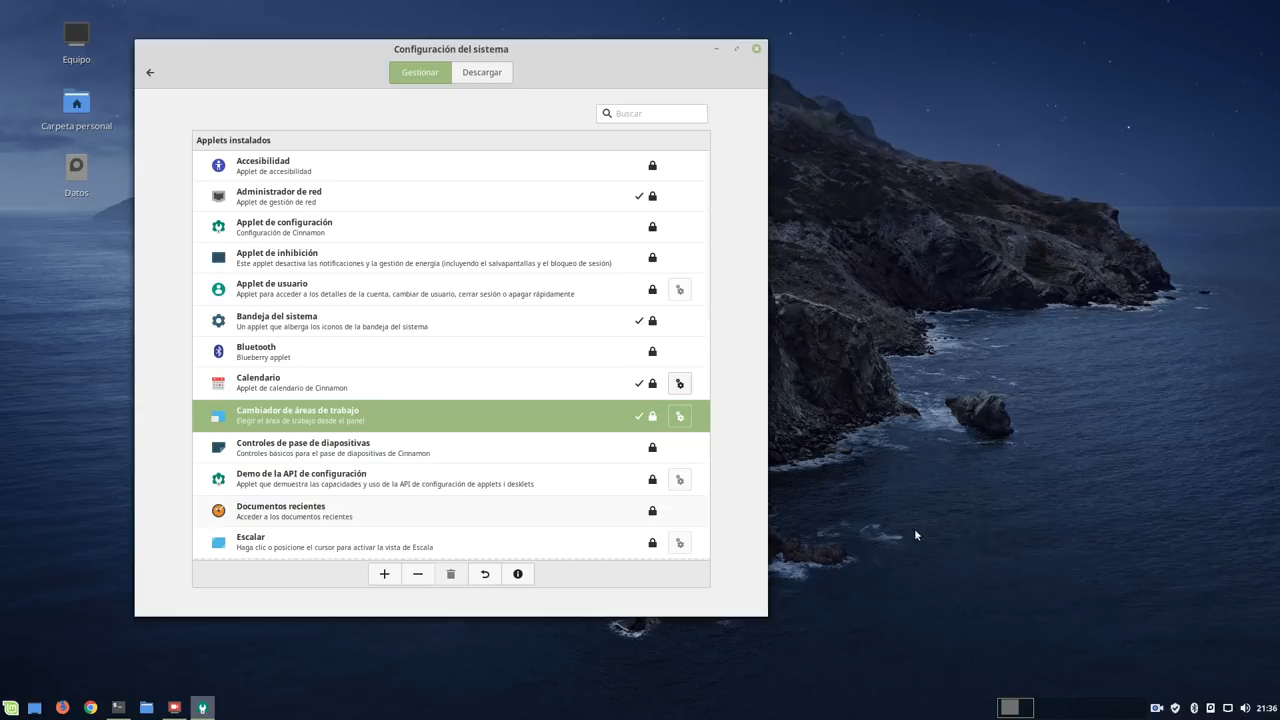 Equipo
Carpeta personal
Datos
Configuración del sistema
Gestionar
Descargar
Buscar
Applets instalados
Accesibilidad
Applet de accesibilidad
Administrador de red
Applet de gestión de red
Applet de configuración
Configuración de Cinnamon
Applet de inhibición
Este applet desactiva las notificaciones y la gestión de energía (incluyendo el salvapantallas y el bloqueo de sesión)
Applet de usuario
Applet para acceder a los detalles de la cuenta, cambiar de usuario, cerrar sesión o apagar rápidamente
Bandeja del sistema
Un applet que alberga los iconos de la bandeja del sistema
Bluetooth
Blueberry applet
Calendario
Applet de calendario de Cinnamon
Cambiador de áreas de trabajo
Elegir el área de trabajo desde el panel
Controles de pase de diapositivas
Controles básicos para el pase de diapositivas de Cinnamon
Demo de la API de configuración
Applet que demuestra las capacidades y uso de la API de configuración de applets i desklets
Documentos recientes
Acceder a los documentos recientes
Escalar
Haga clic o posicione el cursor para activar la vista de Escala
21:36